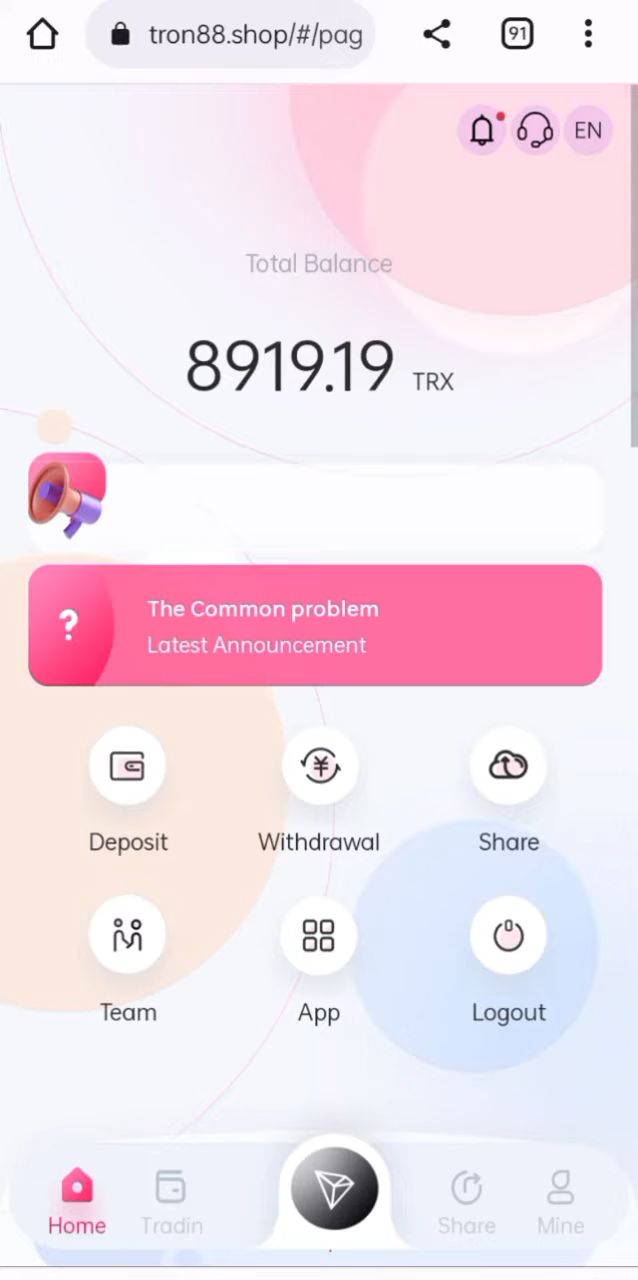 tron88.shop/#/pag
91
EN
Total Balance
8919.19 TRX
?
The Common problem
Latest Announcement
¥
Deposit
Withdrawal
Share
Team
App
Logout
Home
Tradin
Share
Mine